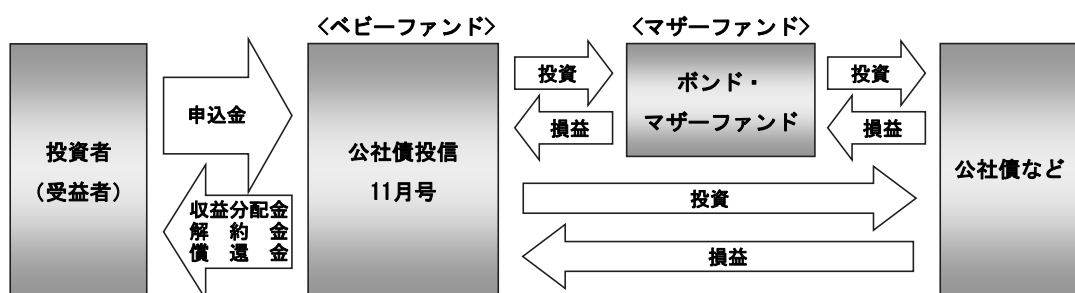 〈ベビーファンド〉
〈マザーファンド〉
投資者
（受益者）
申込金
収益分配金
解約金
償還金
公社債投信
11月号
投資
損益
ボンド・
マザーファンド
投資
損益
投資
損益
公社債など